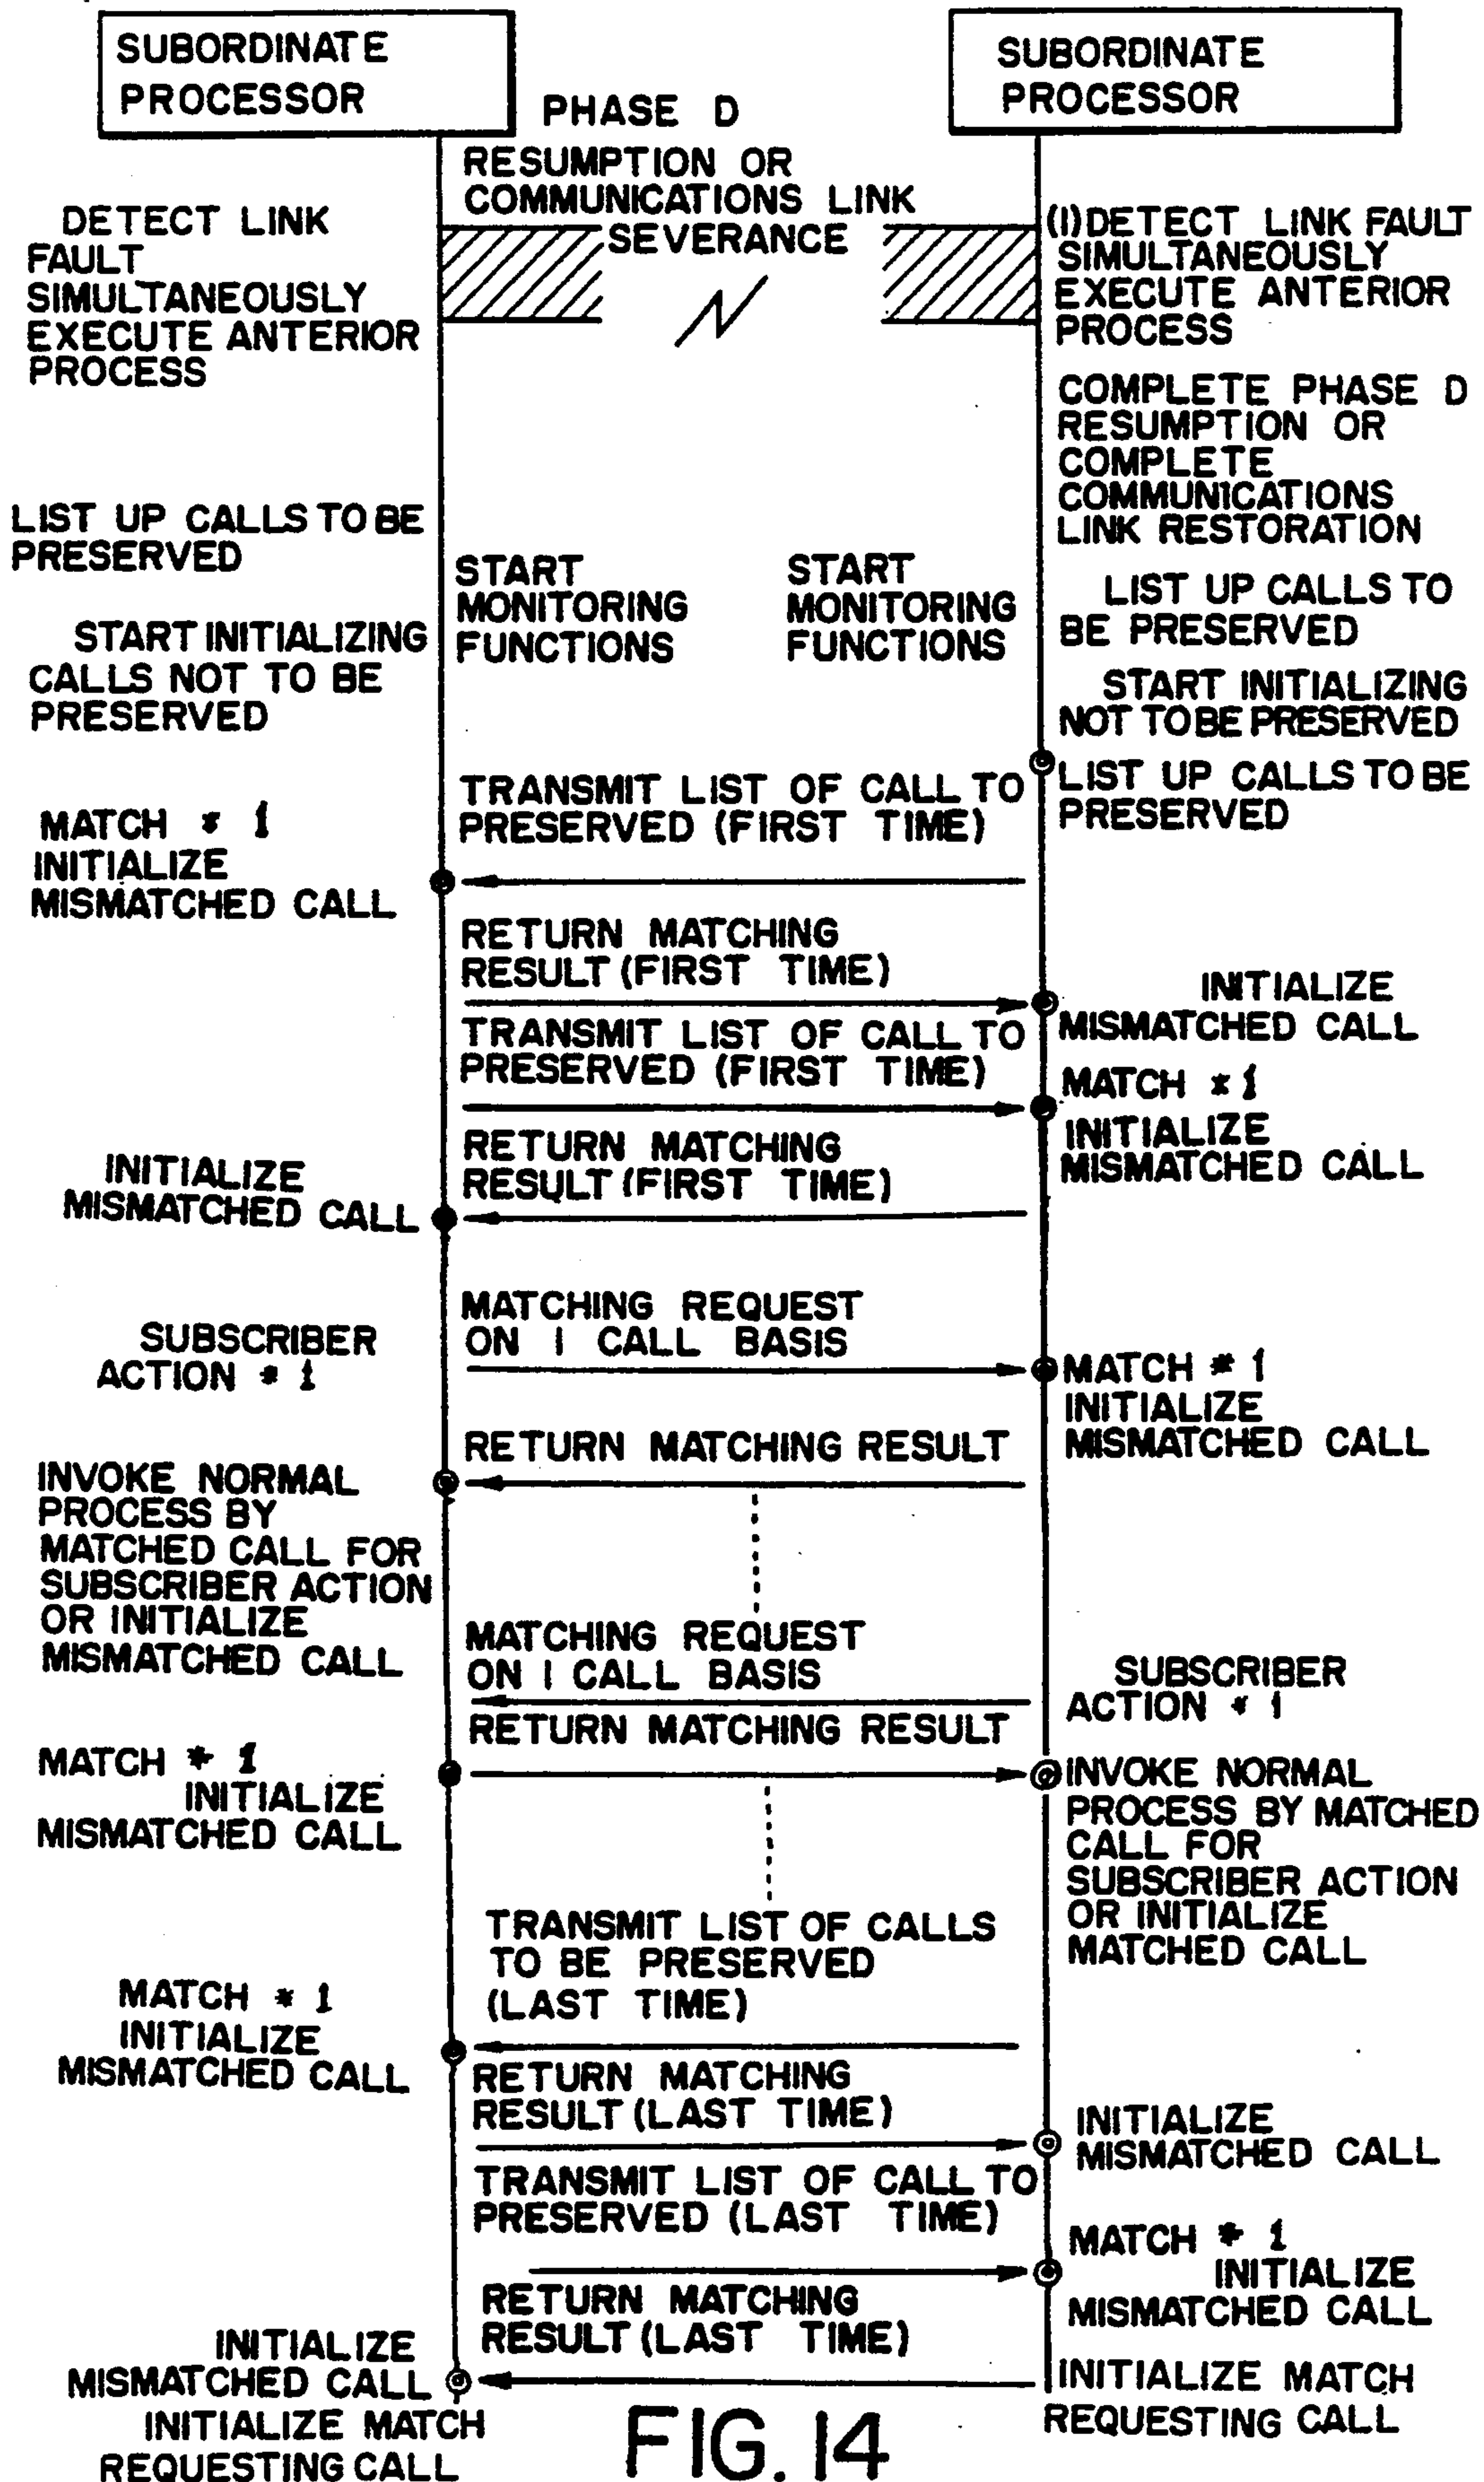 SUBORDINATE
PROCESSOR
SUBORDINATE
PROCESSOR
PHASE D
RESUMPTION OR
COMMUNICATIONS LINK
SEVERANCE
DETECT LINK
FAULT
SIMULTANEOUSLY
EXECUTE ANTERIOR
PROCESS
(1)DETECT LINK FAULT
SIMULTANEOUSLY
EXECUTE ANTERIOR
PROCESS
COMPLETE PHASE D
RESUMPTION OR
COMPLETE
COMMUNICATIONS
LINK RESTORATION
LIST UP CALLS TO BE
PRESERVED
START
MONITORING
FUNCTIONS
START
MONITORING
FUNCTIONS
LIST UP CALLS TO
BE PRESERVED
START INITIALIZING
CALLS NOT TO BE
PRESERVED
START INITIALIZING
NOT TO BE PRESERVED
LIST UP CALLS TO BE
PRESERVED
TRANSMIT LIST OF CALL TO
PRESERVED (FIRST TIME)
MATCH * 1
INITIALIZE
MISMATCHED CALL
RETURN MATCHING
RESULT (FIRST TIME)
INITIALIZE
MISMATCHED CALL
TRANSMIT LIST OF CALL TO
PRESERVED (FIRST TIME)
MATCH * 1
INITIALIZE
MISMATCHED CALL
RETURN MATCHING
RESULT (FIRST TIME)
INITIALIZE
MISMATCHED CALL
MATCHING REQUEST
ON 1 CALL BASIS
SUBSCRIBER
ACTION * 1
MATCH * 1
INITIALIZE
MISMATCHED CALL
RETURN MATCHING RESULT
INVOKE NORMAL
PROCESS BY
MATCHED CALL FOR
SUBSCRIBER ACTION
OR INITIALIZE
MISMATCHED CALL
MATCHING REQUEST
ON 1 CALL BASIS
SUBSCRIBER
ACTION * 1
RETURN MATCHING RESULT
MATCH * 1
INITIALIZE
MISMATCHED CALL
INVOKE NORMAL
PROCESS BY MATCHED
CALL FOR
SUBSCRIBER ACTION
OR INITIALIZE
MATCHED CALL
TRANSMIT LIST OF CALLS
TO BE PRESERVED
(LAST TIME)
MATCH * 1
INITIALIZE
MISMATCHED CALL
RETURN MATCHING
RESULT (LAST TIME)
INITIALIZE
MISMATCHED CALL
TRANSMIT LIST OF CALL TO
PRESERVED (LAST TIME)
MATCH * 1
INITIALIZE
MISMATCHED CALL
RETURN MATCHING
RESULT (LAST TIME)
INITIALIZE
MISMATCHED CALL
INITIALIZE MATCH
REQUESTING CALL
INITIALIZE MATCH
REQUESTING CALL
FIG. 14